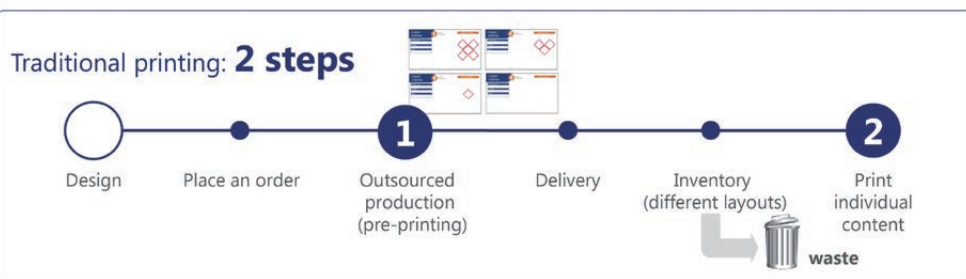 Traditional printing: 2 steps
1
2
Design
Place an order
Outsourced
production
(pre-printing)
Delivery
Inventory
(different layouts)
Print
individual
content
waste